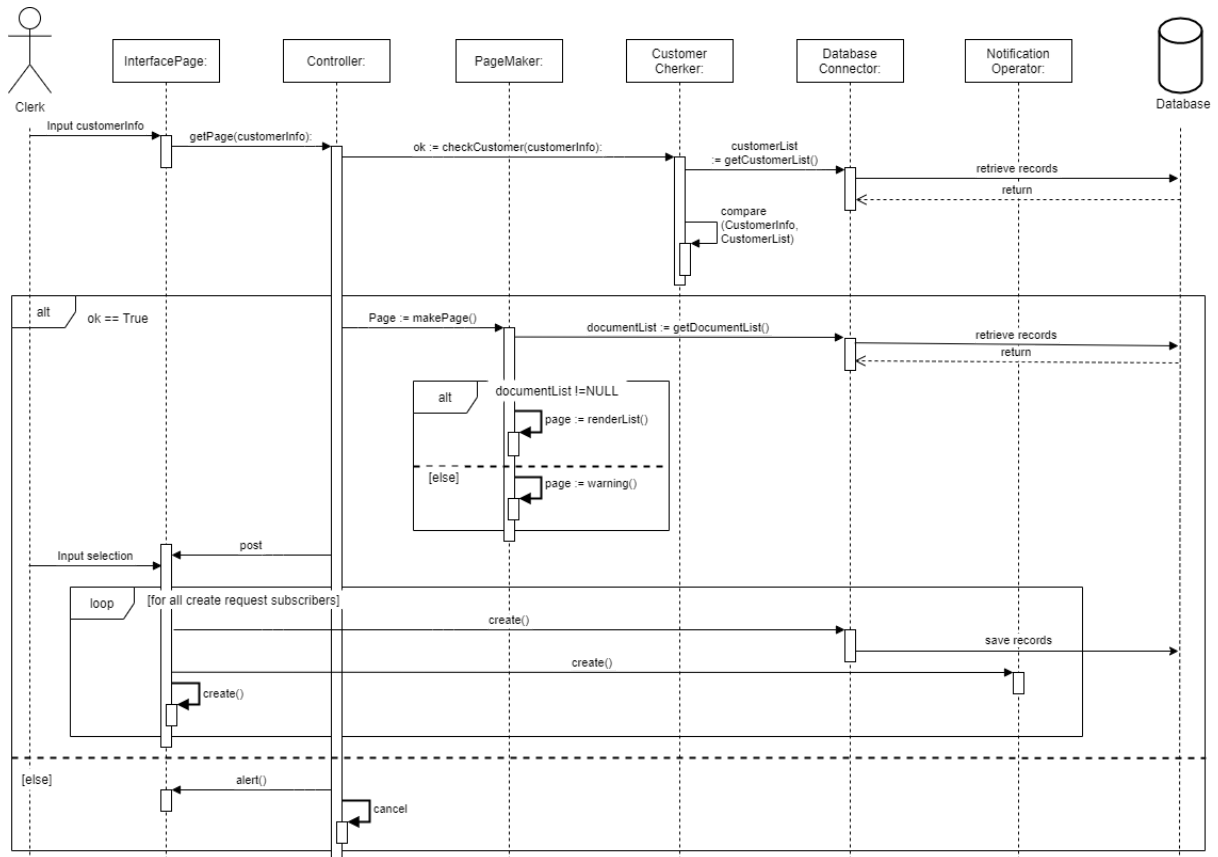 InterfacePage:
Controller:
PageMaker:
Customer
Cherker:
Database
Connector:
Notification
Operator:
Clerk
Database
Input customerInfo
getPage(customerInfo):
ok := checkCustomer(customerInfo):
customerList
:= getCustomerList()
retrieve records
return
compare
(CustomerInfo,
CustomerList)
alt
ok == True
Page := makePage()
documentList := getDocumentList()
retrieve records
return
alt
documentList !=NULL
page := renderList()
[else]
page := warning()
post
Input selection
loop
[for all create request subscribers]
create()
save records
create()
create()
[else]
alert()
cancel